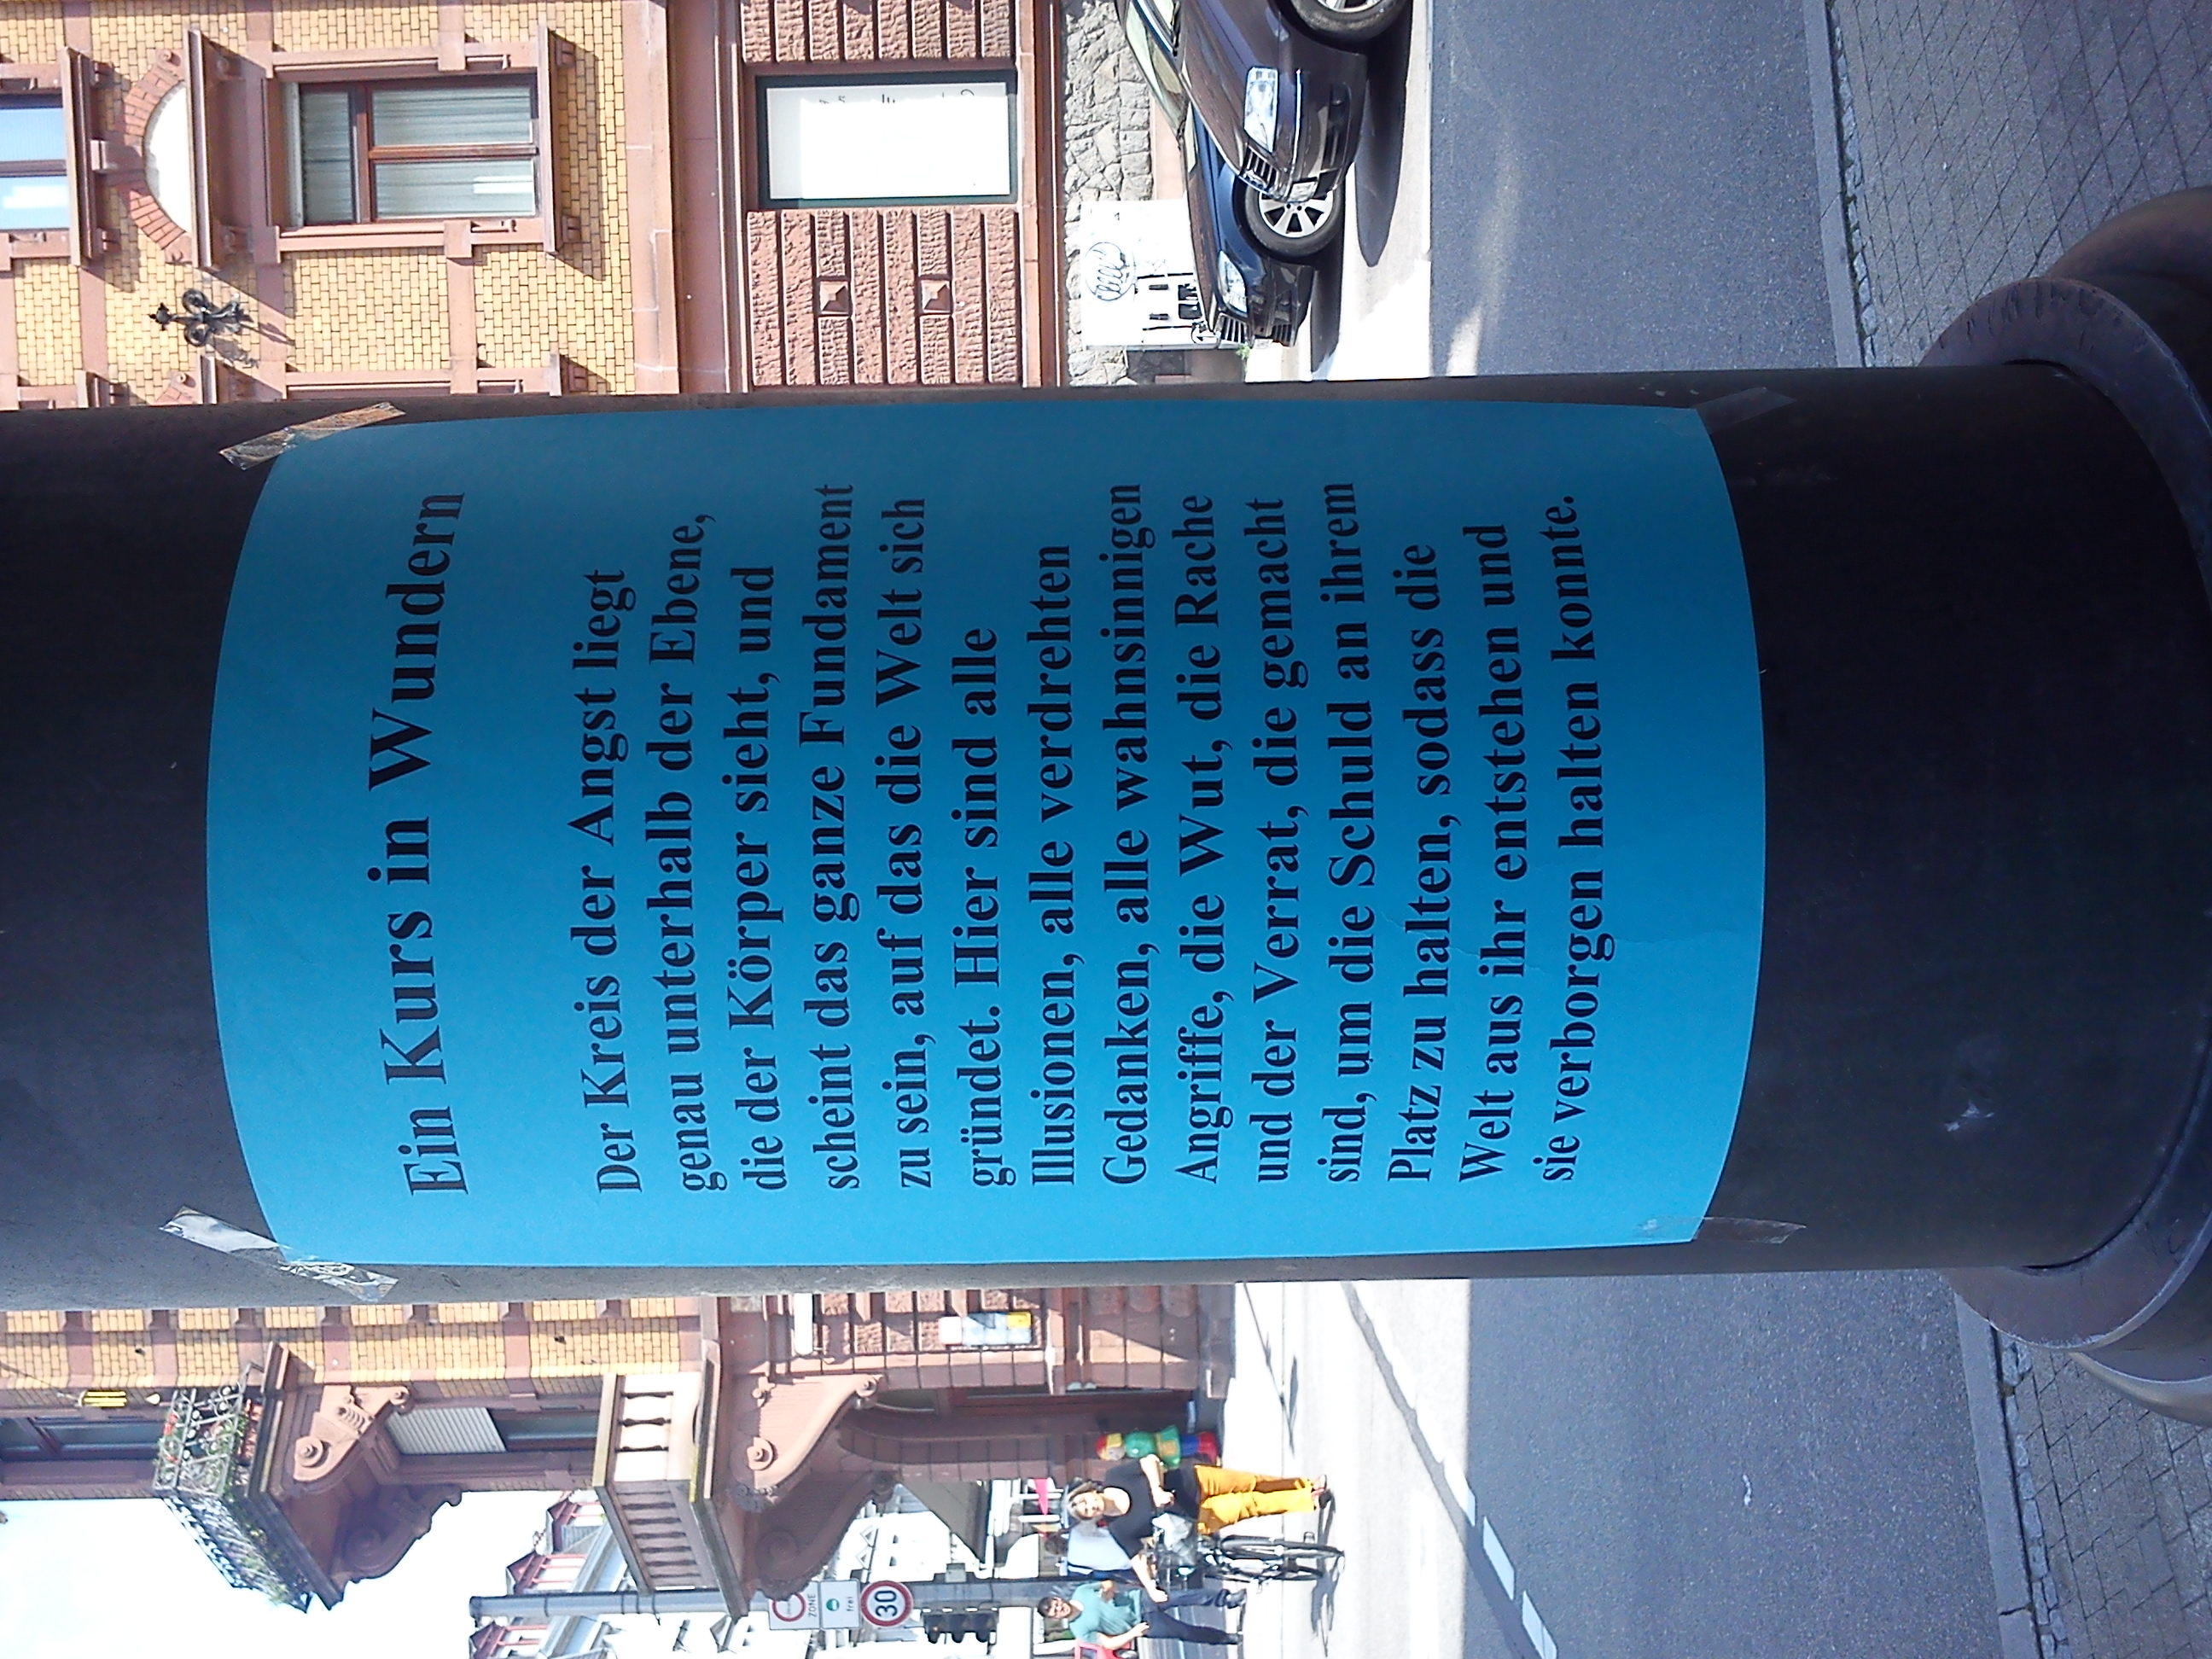 Ein Kurs in Wundern
Der Kreis der Angst liegt
genau unterhalb der Ebene,
die der Körper sieht, und
scheint das ganze Fundament
zu sein, auf das die Welt sich
gründet. Hier sind alle
Illusionen, alle verdrehten
Gedanken, alle wahnsinnigen
Angriffe, die Wut, die Rache
und der Verrat, die gemacht
sind, um die Schuld an ihrem
Platz zu halten, sodass die
Welt aus ihr entstehen und
sie verborgen halten konnte.
ZONE
frei
30